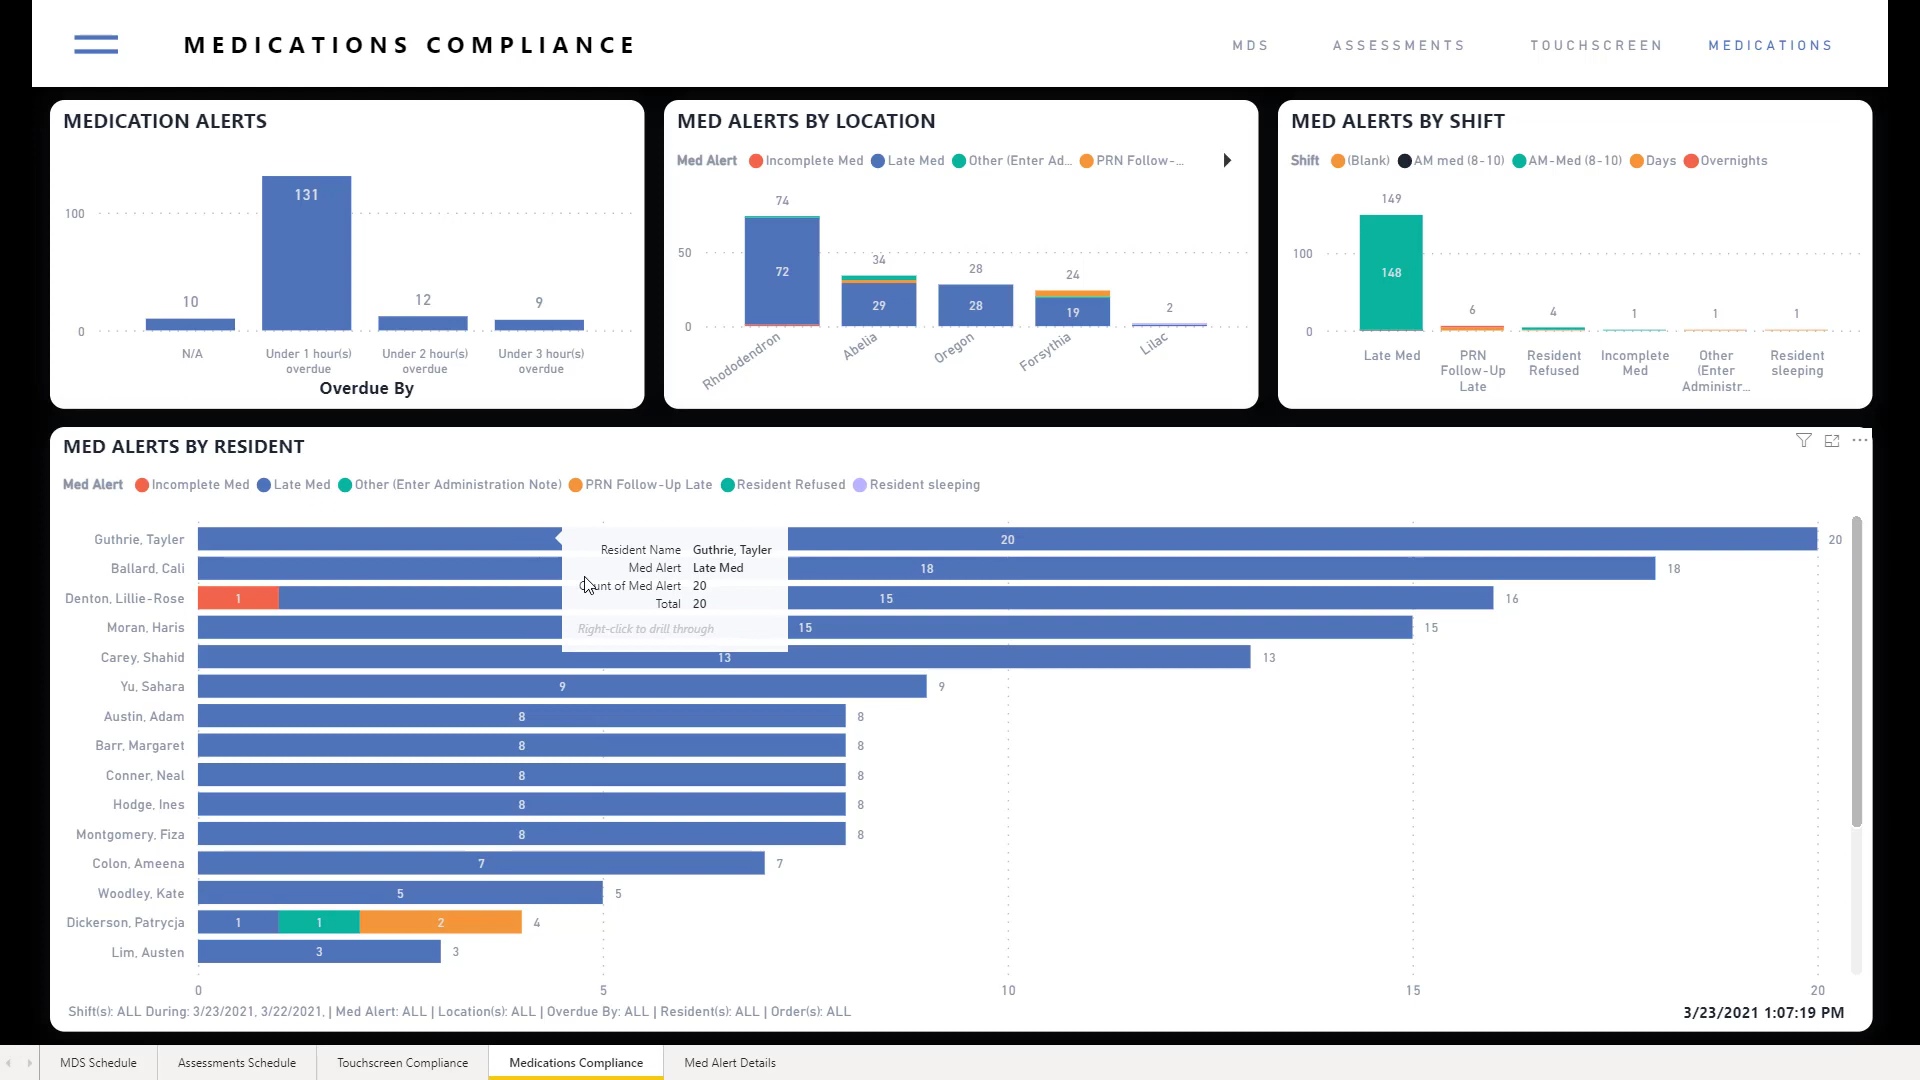 MEDICATIONS COMPLIANCE
MDS ASSESSMENTS TOUCHSCREEN MEDICATIONS
MEDICATION ALERTS
100
0
10 131 12 9
N/A Under 1 hour(s) overdue Under 2 hour(s) overdue Under 3 hour(s) overdue
Overdue By
MED ALERTS BY LOCATION
Med Alert Incomplete Med Late Med Other (Enter Ad... PRN Follow-...
50
0
74 34 28 24 2
72 29 28 19
Rhododendron Abelia Oregon Forsythia Lilac
MED ALERTS BY SHIFT
Shift (Blank) AM med (8-10) AM-Med (8-10) Days Overnights
100
0
149 6 4 1 1 1
148
Late Med PRN Follow-Up Late Resident Refused Incomplete Med Other (Enter Administr... Resident sleeping
MED ALERTS BY RESIDENT
Med Alert Incomplete Med Late Med Other (Enter Administration Note) PRN Follow-Up Late Resident Refused Resident sleeping
Guthrie, Tayler 20 20
Ballard, Cali 18 18
Denton, Lillie-Rose 1 15 16
Moran, Haris 15 15
Carey, Shahid 13 13
Yu, Sahara 9 9
Austin, Adam 8 8
Barr, Margaret 8 8
Conner, Neal 8 8
Hodge, Ines 8 8
Montgomery, Fiza 8 8
Colon, Ameena 7 7
Woodley, Kate 5 5
Dickerson, Patrycja 1 1 2 4
Lim, Austen 3 3
0 5 10 15 20
Resident Name Guthrie, Tayler
Med Alert Late Med
Count of Med Alert 20
Total 20
Right-click to drill through
Shift(s): ALL During: 3/23/2021, 3/22/2021, | Med Alert: ALL | Location(s): ALL | Overdue By: ALL | Resident(s): ALL | Order(s): ALL
3/23/2021 1:07:19 PM
MDS Schedule Assessments Schedule Touchscreen Compliance Medications Compliance Med Alert Details